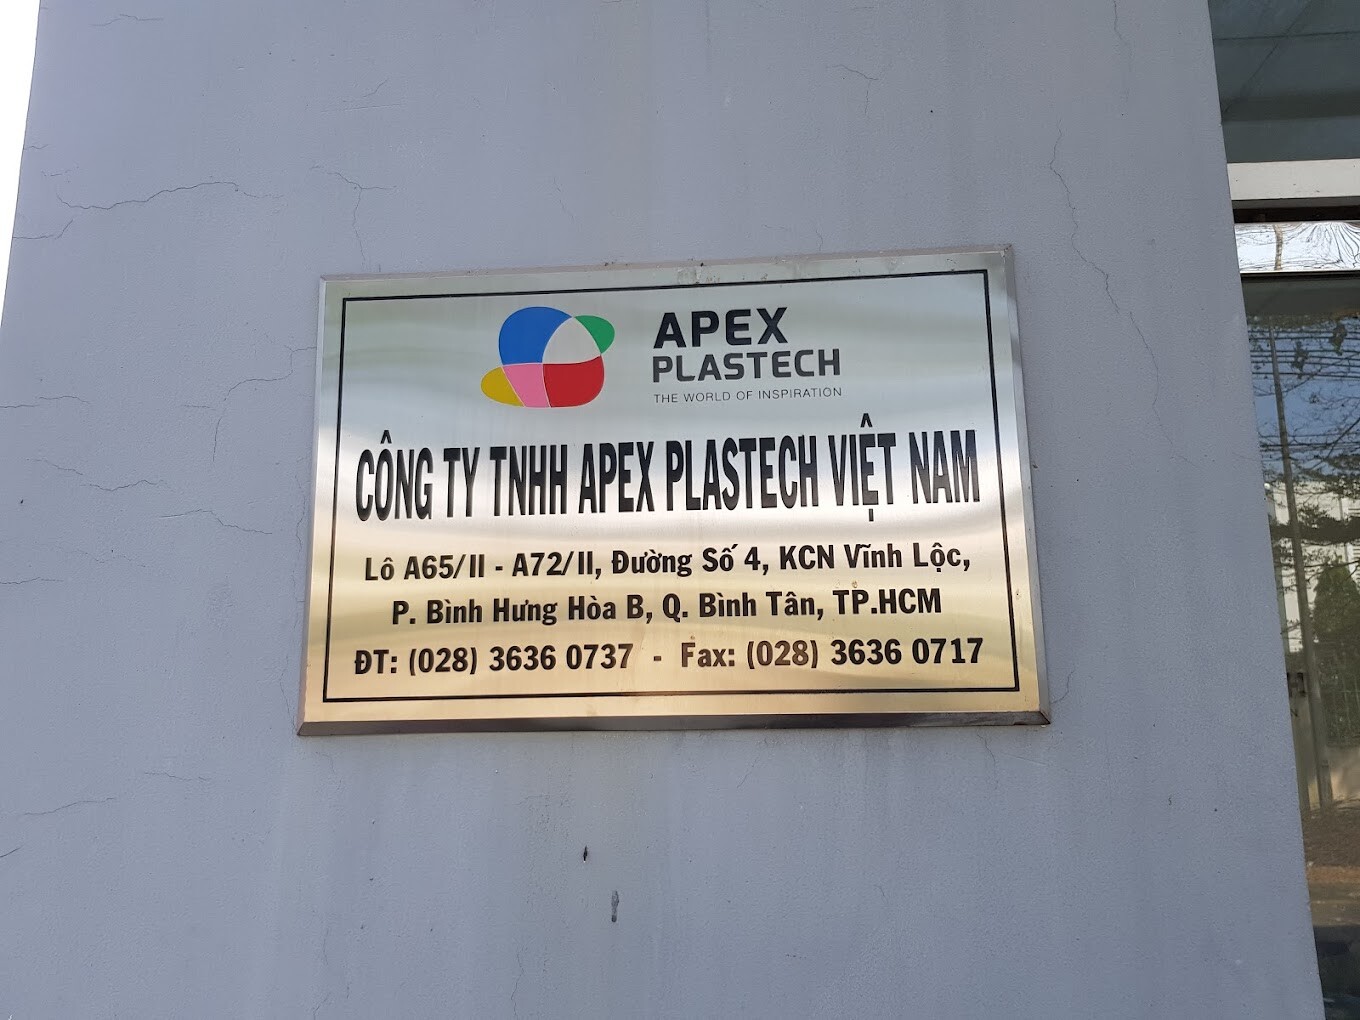 APEX
PLASTECH
THE WORLD OF INSPIRATION
CÔNG TY TNHH APEX PLASTECH VIỆT NAM
Lô A65/II - A72/II, Đường Số 4, KCN Vĩnh Lộc,
P. Bình Hưng Hòa B, Q. Bình Tân, TP.HCM
ĐT: (028) 3636 0737 - Fax: (028) 3636 0717